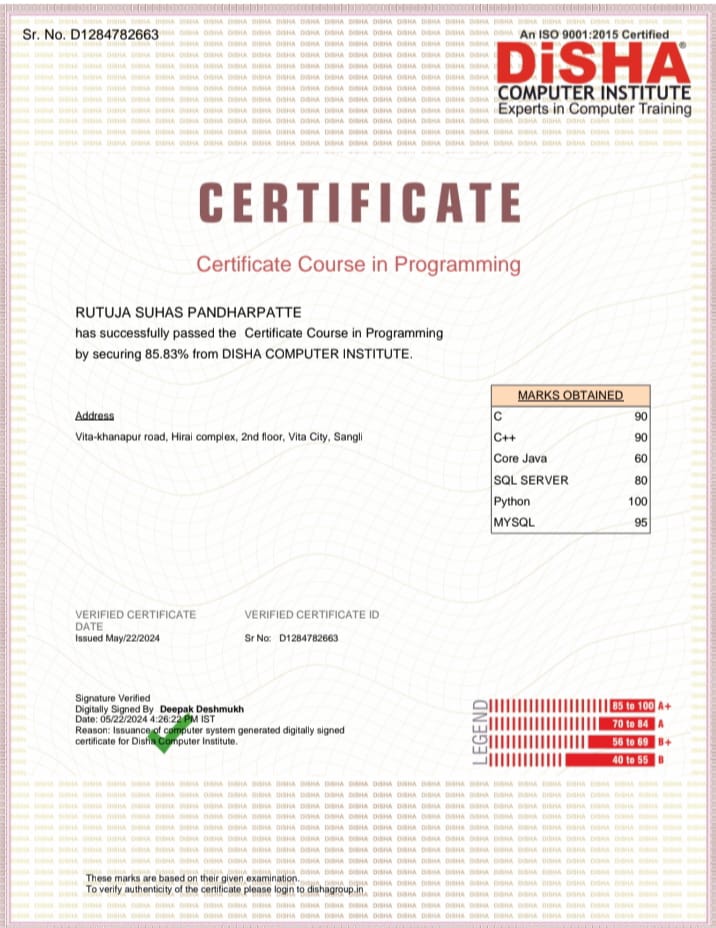 Sr. No. D1284782663
An ISO 9001:2015 Certified
DiSHA®
COMPUTER INSTITUTE
Experts in Computer Training
CERTIFICATE
Certificate Course in Programming
RUTUJA SUHAS PANDHARPATTE
has successfully passed the Certificate Course in Programming
by securing 85.83% from DISHA COMPUTER INSTITUTE.
Address
Vita-khanapur road, Hirai complex, 2nd floor, Vita City, Sangli
MARKS OBTAINED
C 90
C++ 90
Core Java 60
SQL SERVER 80
Python 100
MYSQL 95
VERIFIED CERTIFICATE
DATE
Issued May/22/2024
VERIFIED CERTIFICATE ID
Sr No: D1284782663
Signature Verified
Digitally Signed By Deepak Deshmukh
Date: 05/22/2024 4:26:22 PM IST
Reason: Issuance of computer system generated digitally signed
certificate for Disha Computer Institute.
LEGEND
85 to 100 A+
70 to 84 A
56 to 69 B+
40 to 55 B
These marks are based on their given examination.
To verify authenticity of the certificate please login to dishagroup.in